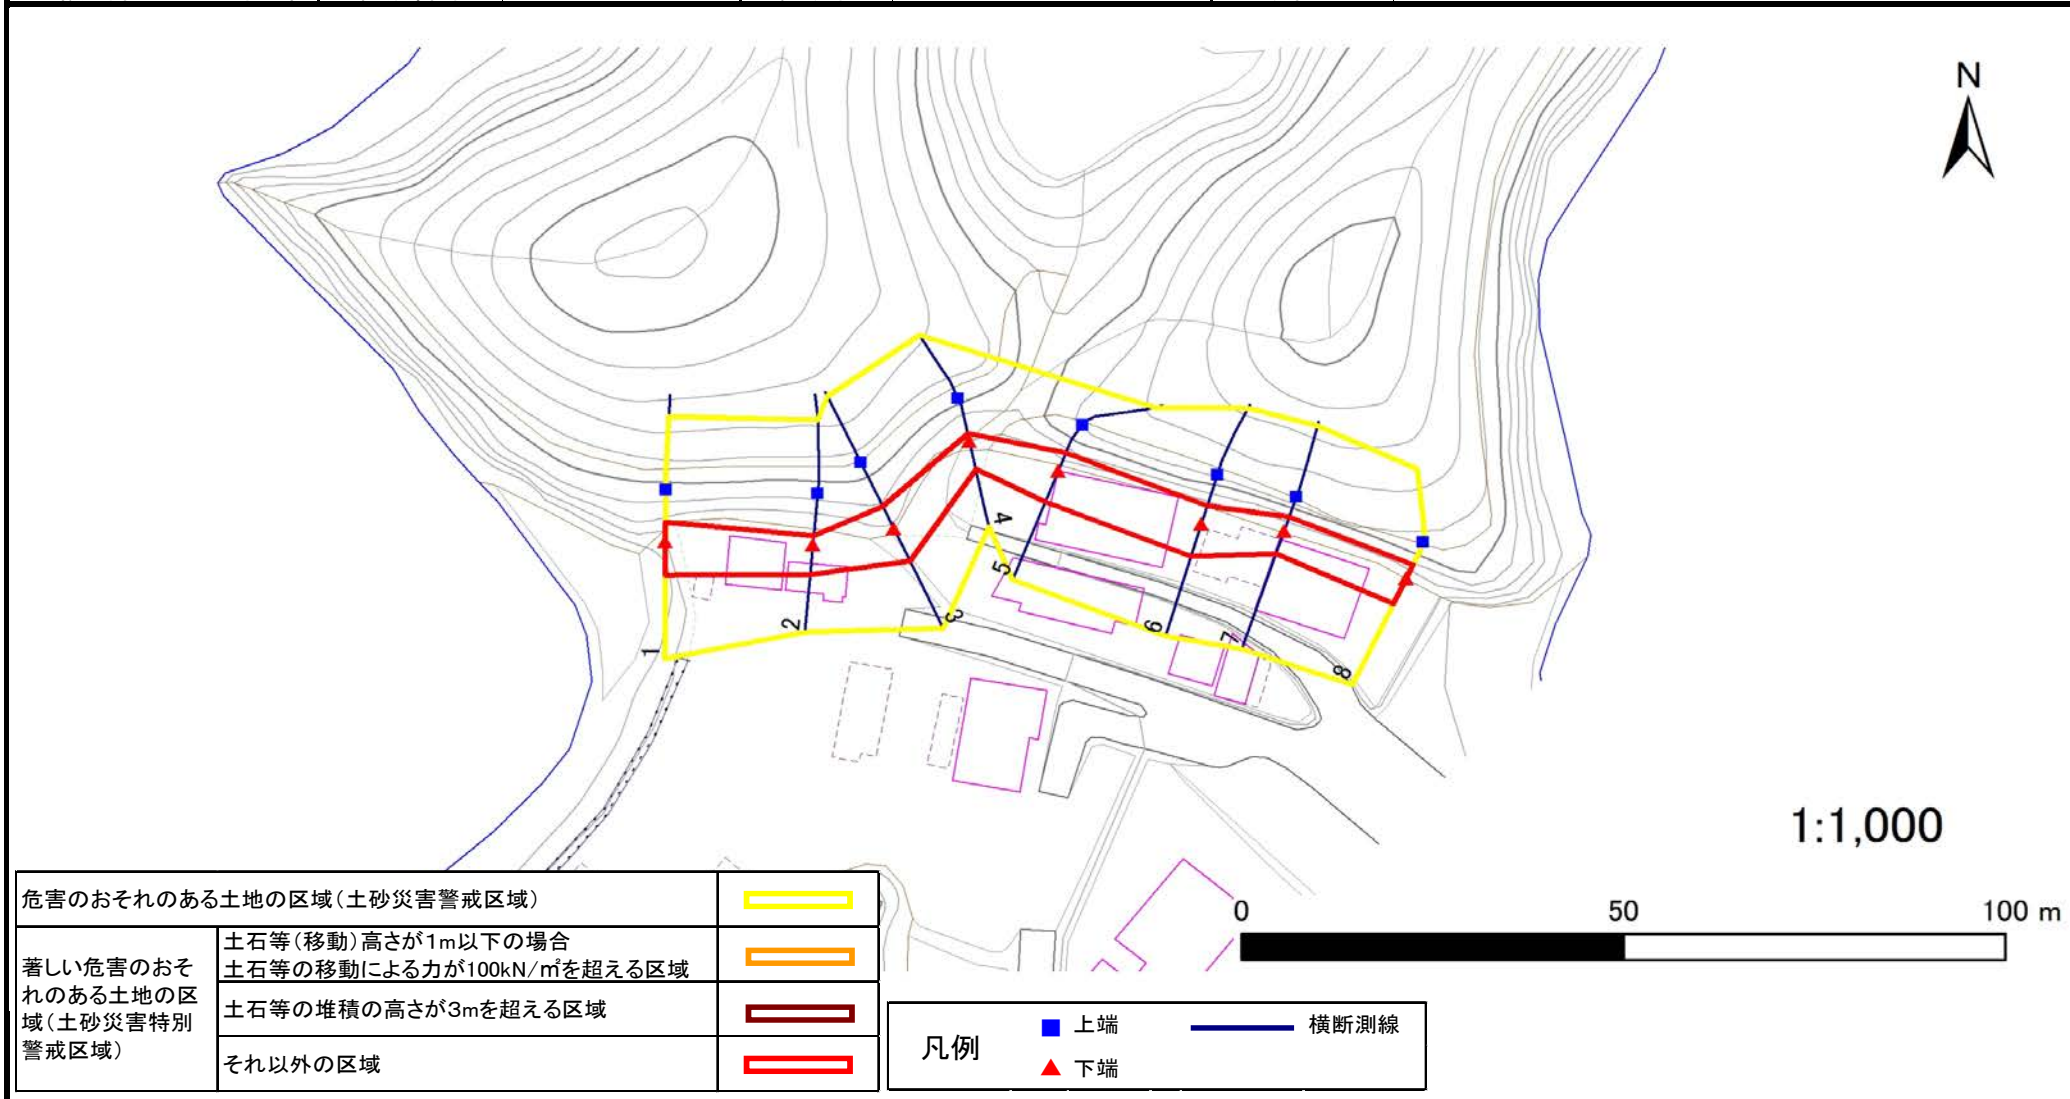 N
1
2
3
4
5
6
7
8
1:1,000
0 50 100 m
危害のおそれのある土地の区域(土砂災害警戒区域)
著しい危害のおそれのある土地の区域(土砂災害特別警戒区域)
土石等(移動)高さが1m以下の場合
土石等の移動による力が100kN/㎡を超える区域
土石等の堆積の高さが3mを超える区域
それ以外の区域
凡例
上端
横断測線
下端